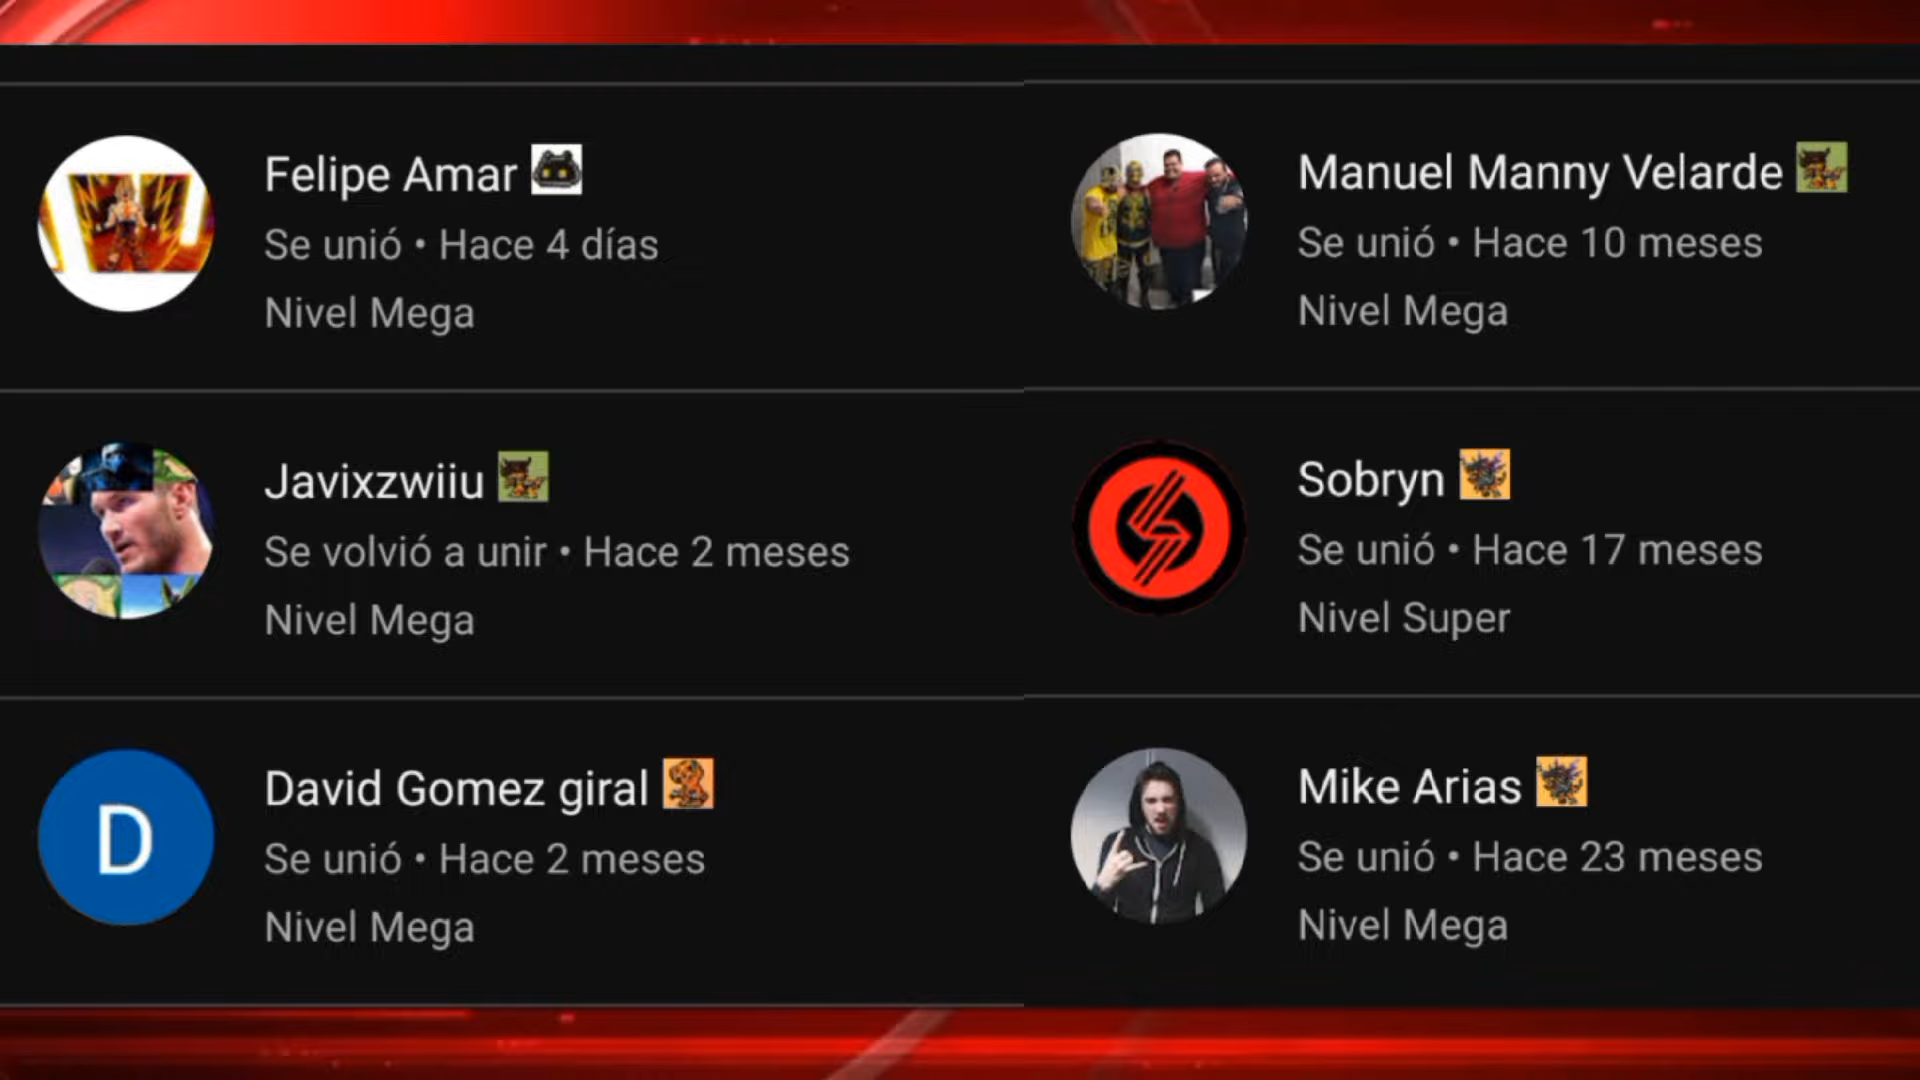 Felipe Amar
Se unió • Hace 4 días
Nivel Mega
Javixzwiiu
Se volvió a unir • Hace 2 meses
Nivel Mega
D
David Gomez giral
Se unió • Hace 2 meses
Nivel Mega
Manuel Manny Velarde
Se unió • Hace 10 meses
Nivel Mega
Sobryn
Se unió • Hace 17 meses
Nivel Super
Mike Arias
Se unió • Hace 23 meses
Nivel Mega